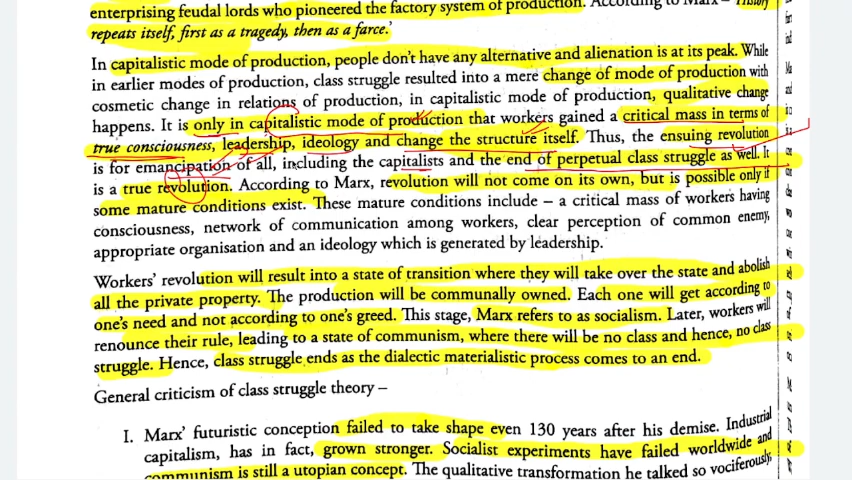 enterprising feudal lords who pioneered the factory system of production. According to Marx – 'History
repeats itself, first as a tragedy, then as a farce.'
In capitalistic mode of production, people don't have any alternative and alienation is at its peak. While
in earlier modes of production, class struggle resulted into a mere change of mode of production with
cosmetic change in relations of production, in capitalistic mode of production, qualitative change
happens. It is only in capitalistic mode of production that workers gained a critical mass in terms of
true consciousness, leadership, ideology and change the structure itself. Thus, the ensuing revolution
is for emancipation of all, including the capitalists and the end of perpetual class struggle as well. It
is a true revolution. According to Marx, revolution will not come on its own, but is possible only if
some mature conditions exist. These mature conditions include – a critical mass of workers having
consciousness, network of communication among workers, clear perception of common enemy,
appropriate organisation and an ideology which is generated by leadership.
Workers' revolution will result into a state of transition where they will take over the state and abolish
all the private property. The production will be communally owned. Each one will get according to
one's need and not according to one's greed. This stage, Marx refers to as socialism. Later, workers will
renounce their rule, leading to a state of communism, where there will be no class and hence, no class
struggle. Hence, class struggle ends as the dialectic materialistic process comes to an end.
General criticism of class struggle theory –
I. Marx' futuristic conception failed to take shape even 130 years after his demise. Industrial
capitalism, has in fact, grown stronger. Socialist experiments have failed worldwide and
communism is still a utopian concept. The qualitative transformation he talked so vociferously,